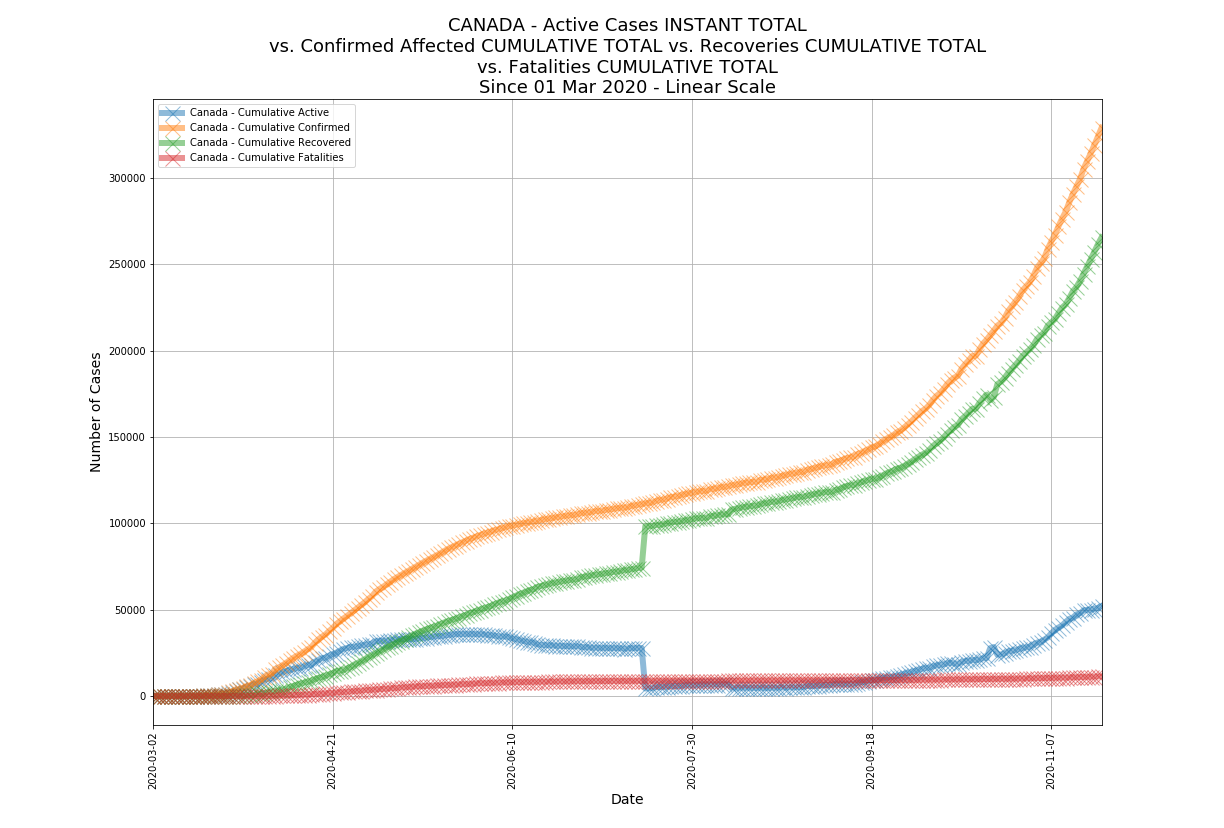 CANADA - Active Cases INSTANT TOTAL
vs. Confirmed Affected CUMULATIVE TOTAL vs. Recoveries CUMULATIVE TOTAL
vs. Fatalities CUMULATIVE TOTAL
Since 01 Mar 2020 - Linear Scale
Canada - Cumulative Active
Canada - Cumulative Confirmed
Canada - Cumulative Recovered
Canada - Cumulative Fatalities
300000
250000
200000
150000
100000
50000
0
Number of Cases
2020-03-02
2020-04-21
2020-06-10
2020-07-30
2020-09-18
2020-11-07
Date